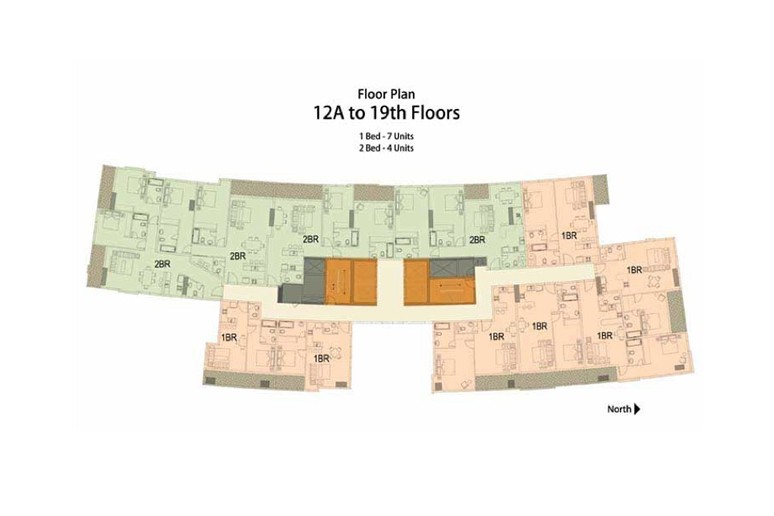 Floor Plan
12A to 19th Floors
1 Bed - 7 Units
2 Bed - 4 Units
2BR
2BR
2BR
2BR
1BR
1BR
1BR
1BR
1BR
1BR
1BR
North